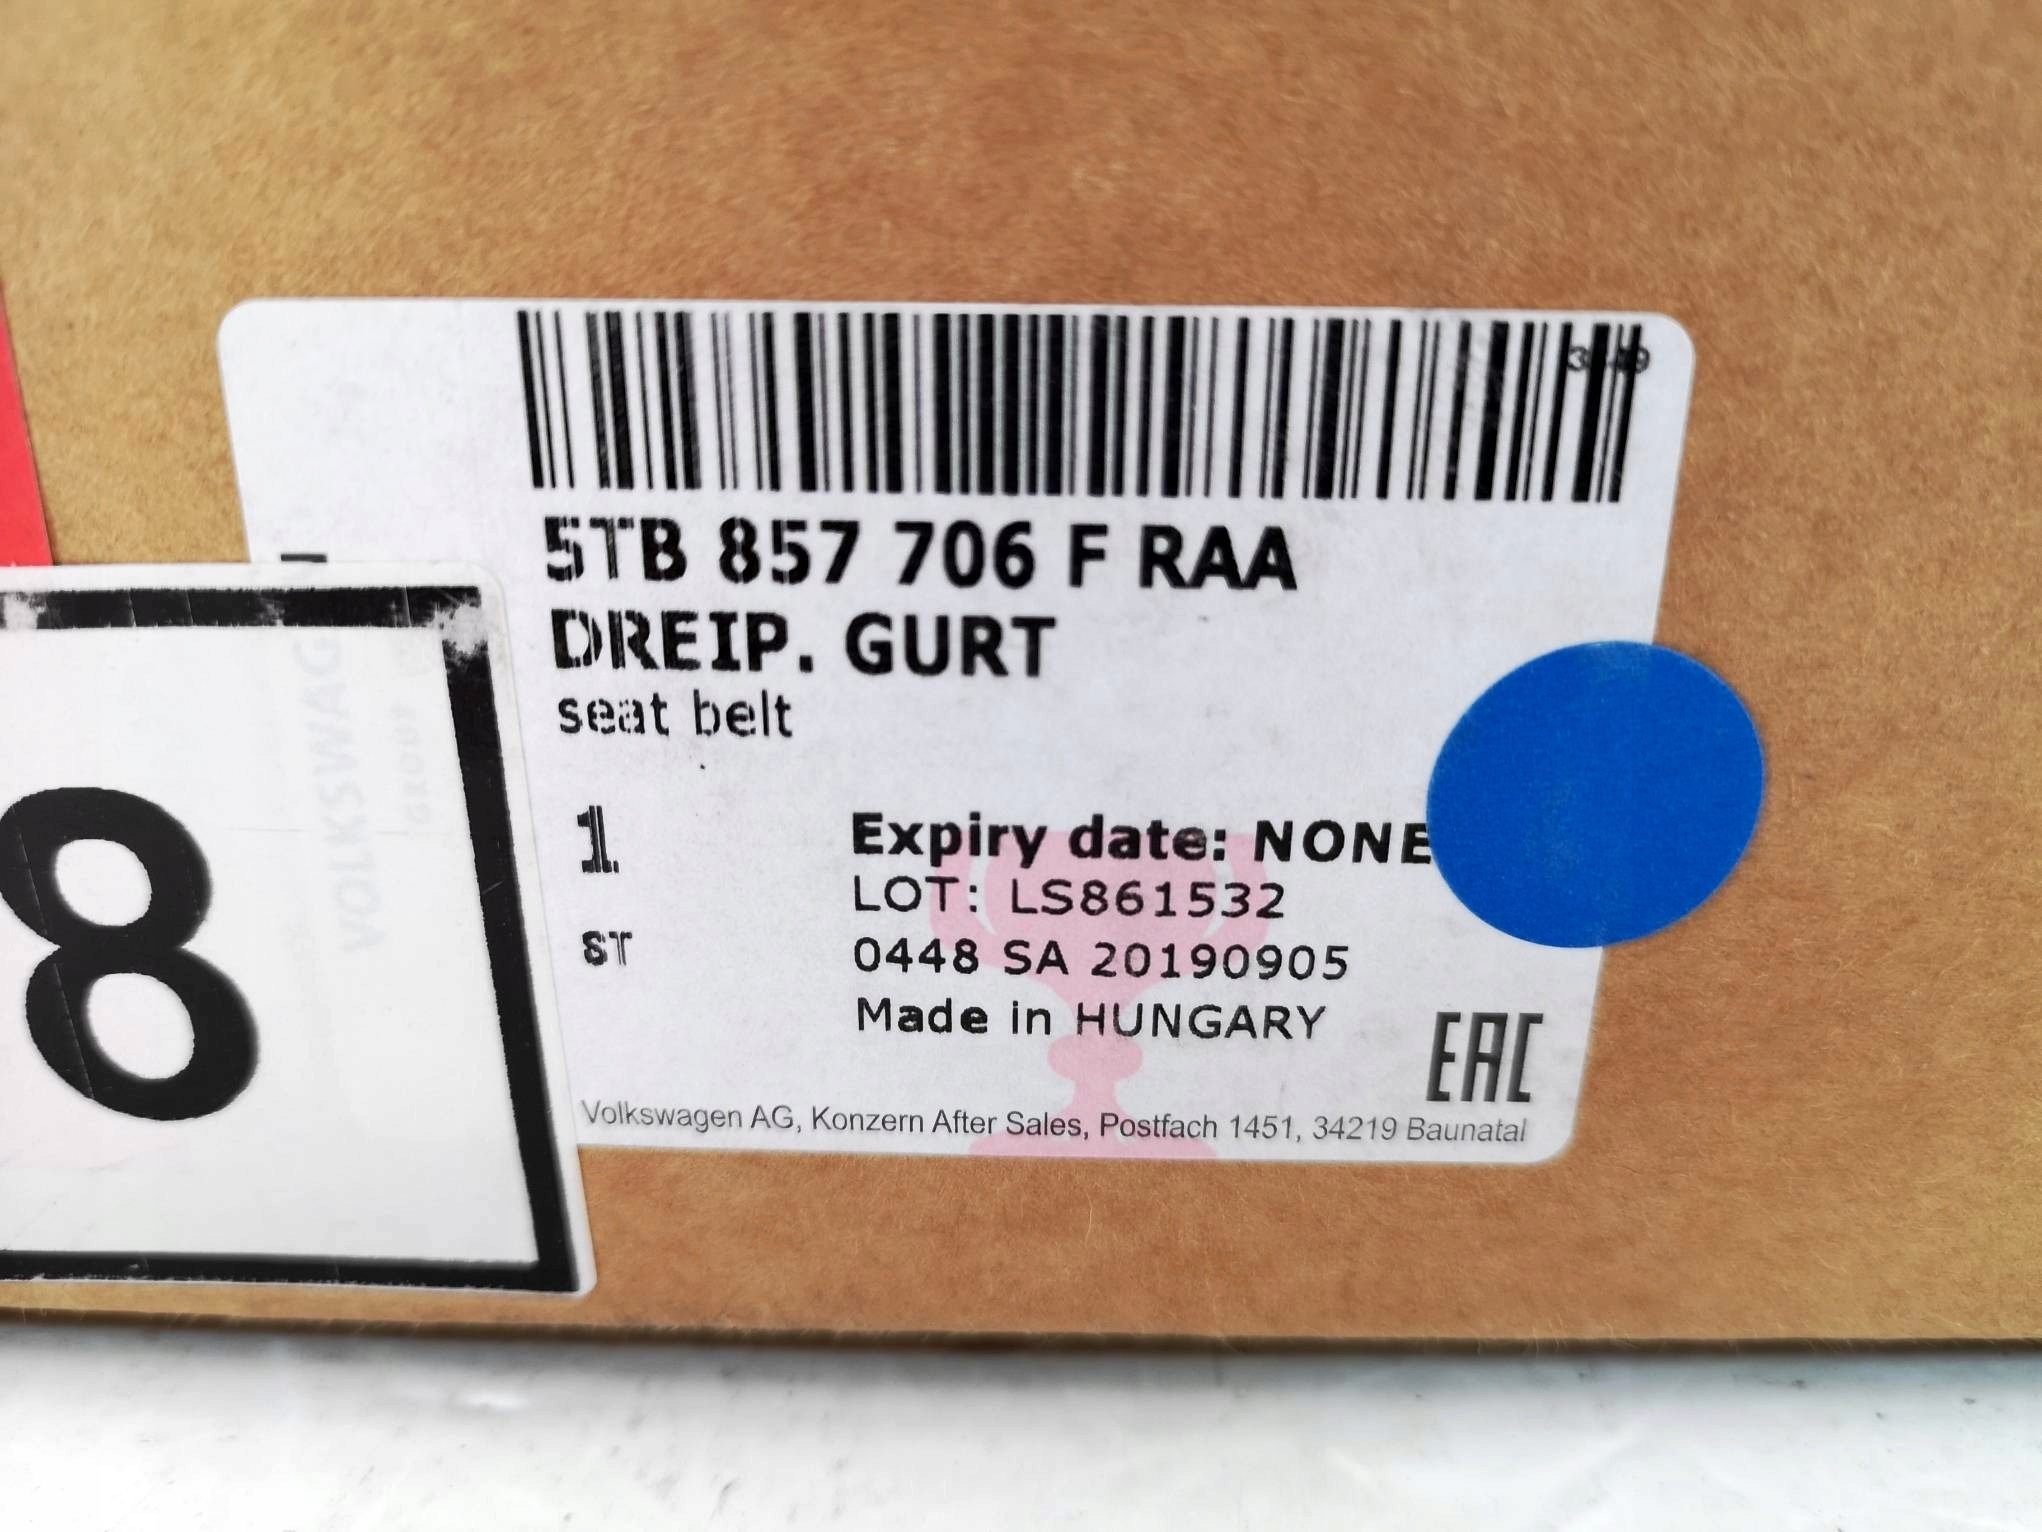 5TB 857 706 F RAA
DREIP. GURT
seat belt
1
ST
Expiry date: NONE
LOT: LS861532
0448 SA 20190905
Made in HUNGARY
EAC
Volkswagen AG, Konzern After Sales, Postfach 1451, 34219 Baunatal
8
VOLKSWAG